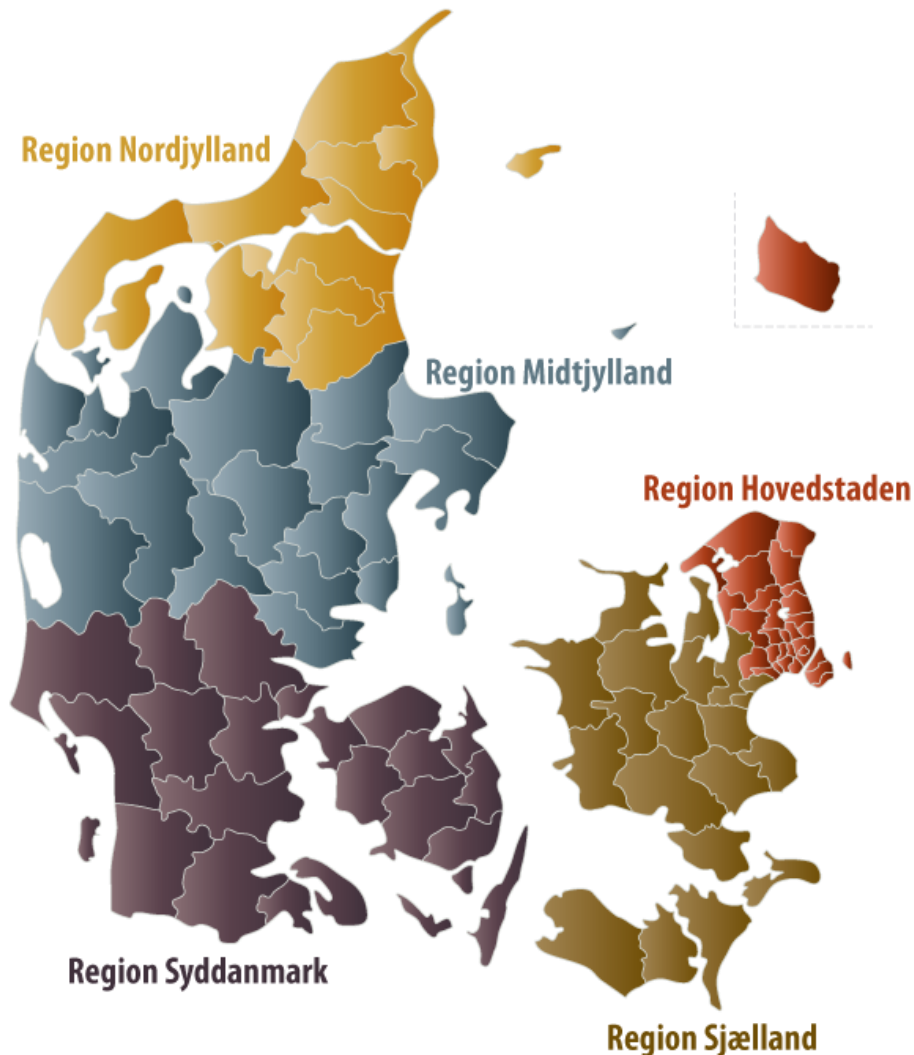 Region Nordjylland
Region Midtjylland
Region Hovedstaden
Region Syddanmark
Region Sjælland